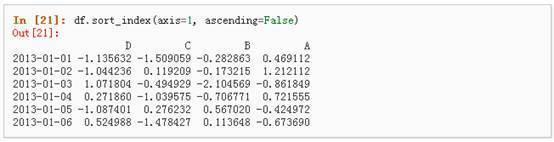 In [21]: df.sort_index(axis=1, ascending=False)
Out[21]:
D C B A
2013-01-01 -1.135632 -1.509059 -0.282863 0.469112
2013-01-02 -1.044236 0.119209 -0.173215 1.212112
2013-01-03 1.071804 -0.494929 -2.104569 -0.861849
2013-01-04 0.271860 -1.039575 -0.706771 0.721555
2013-01-05 -1.087401 0.276232 0.567020 -0.424972
2013-01-06 0.524988 -1.478427 0.113648 -0.673690